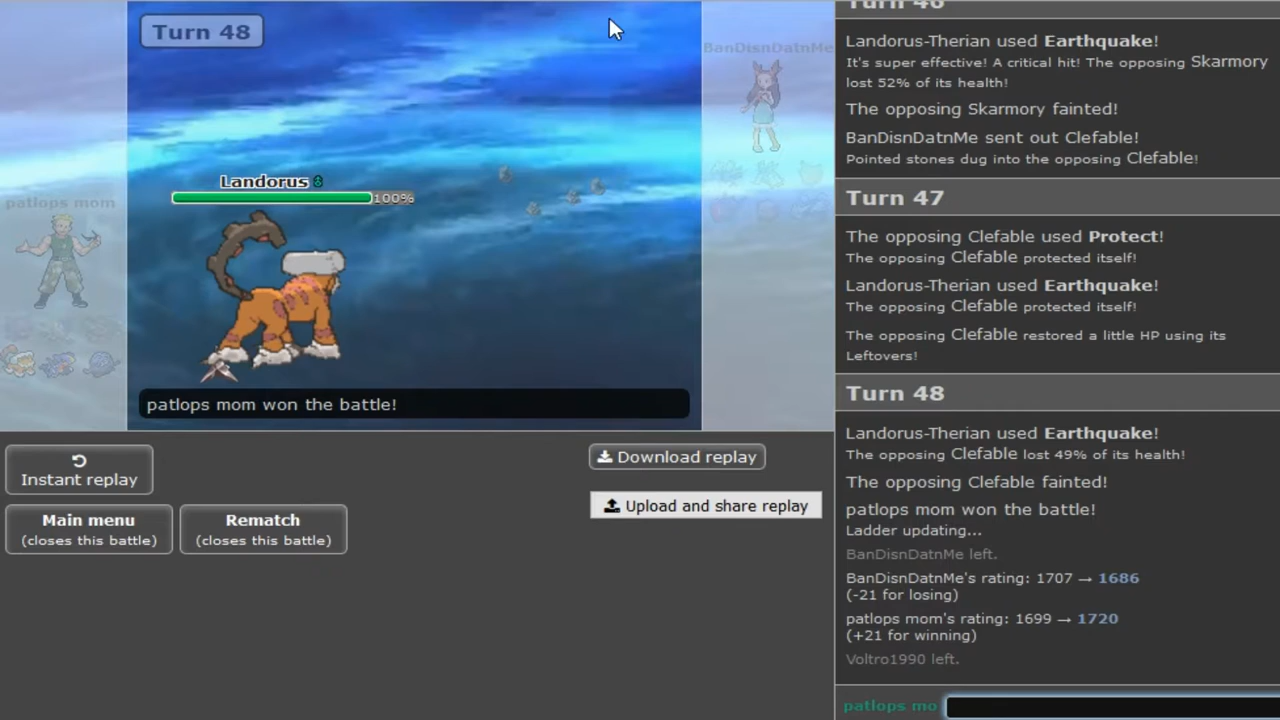 Turn 48
BanDisnDatnMe
patlops mom
Landorus
100%
patlops mom won the battle!
Instant replay
Main menu
(closes this battle)
Rematch
(closes this battle)
Download replay
Upload and share replay
Turn 46
Landorus-Therian used Earthquake!
It's super effective! A critical hit! The opposing Skarmory
lost 52% of its health!
The opposing Skarmory fainted!
BanDisnDatnMe sent out Clefable!
Pointed stones dug into the opposing Clefable!
Turn 47
The opposing Clefable used Protect!
The opposing Clefable protected itself!
Landorus-Therian used Earthquake!
The opposing Clefable protected itself!
The opposing Clefable restored a little HP using its
Leftovers!
Turn 48
Landorus-Therian used Earthquake!
The opposing Clefable lost 49% of its health!
The opposing Clefable fainted!
patlops mom won the battle!
Ladder updating...
BanDisnDatnMe left.
BanDisnDatnMe's rating: 1707 → 1686
(-21 for losing)
patlops mom's rating: 1699 → 1720
(+21 for winning)
Voltro1990 left.
patlops mo